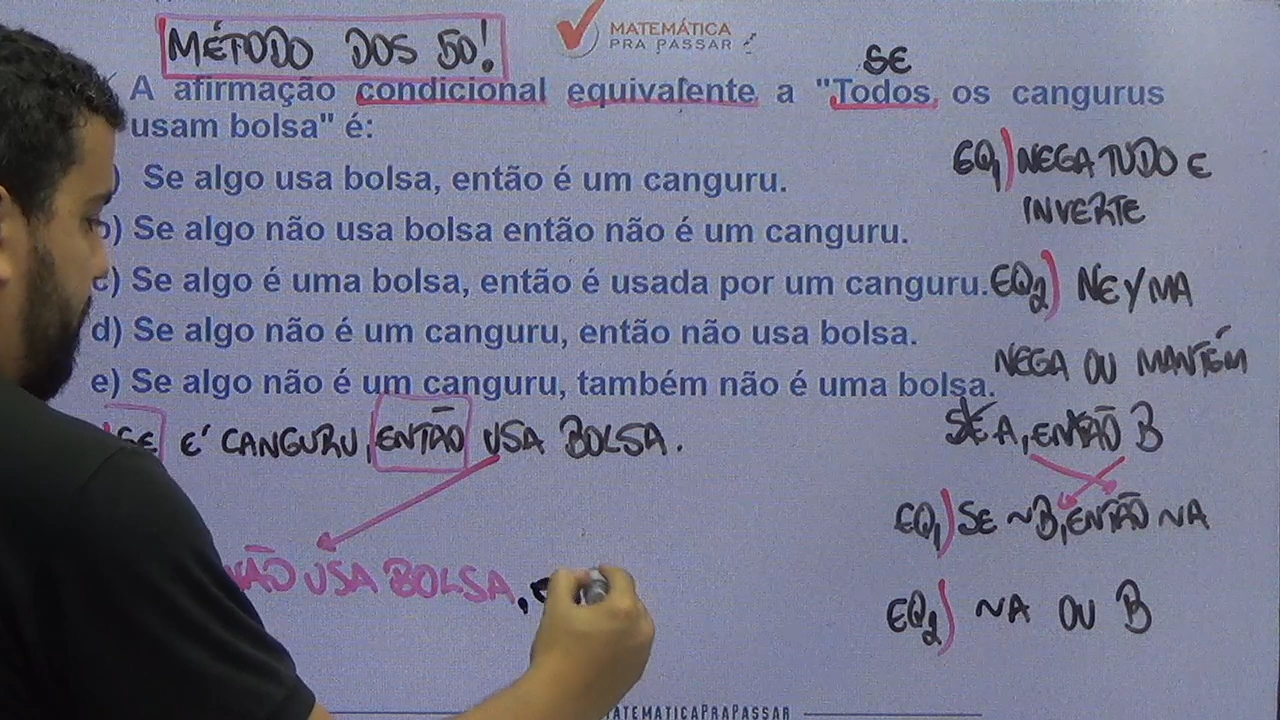 MÉTODO DOS 50!
MATEMÁTICA
PRA PASSAR
SE
A afirmação condicional equivalente a "Todos os cangurus
usam bolsa" é:
) Se algo usa bolsa, então é um canguru.
b) Se algo não usa bolsa então não é um canguru.
c) Se algo é uma bolsa, então é usada por um canguru.
d) Se algo não é um canguru, então não usa bolsa.
e) Se algo não é um canguru, também não é uma bolsa.
EQ1) NEGA TUDO E
INVERTE
EQ2) NEYMA
NEGA OU MANTÉM
SE A, ENTÃO B
EQ1) SE ~B, ENTÃO ~A
EQ2) ~A OU B
SE É CANGURU, ENTÃO USA BOLSA.
NÃO USA BOLSA,
MATEMATICAPRAPASSAR